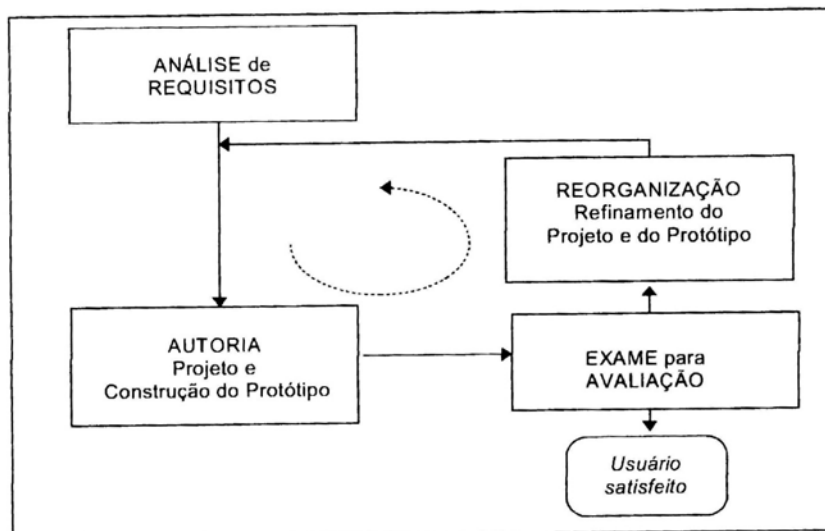 ANÁLISE de
REQUISITOS
REORGANIZAÇÃO
Refinamento do
Projeto e do Protótipo
AUTORIA
Projeto e
Construção do Protótipo
EXAME para
AVALIAÇÃO
Usuário
satisfeito